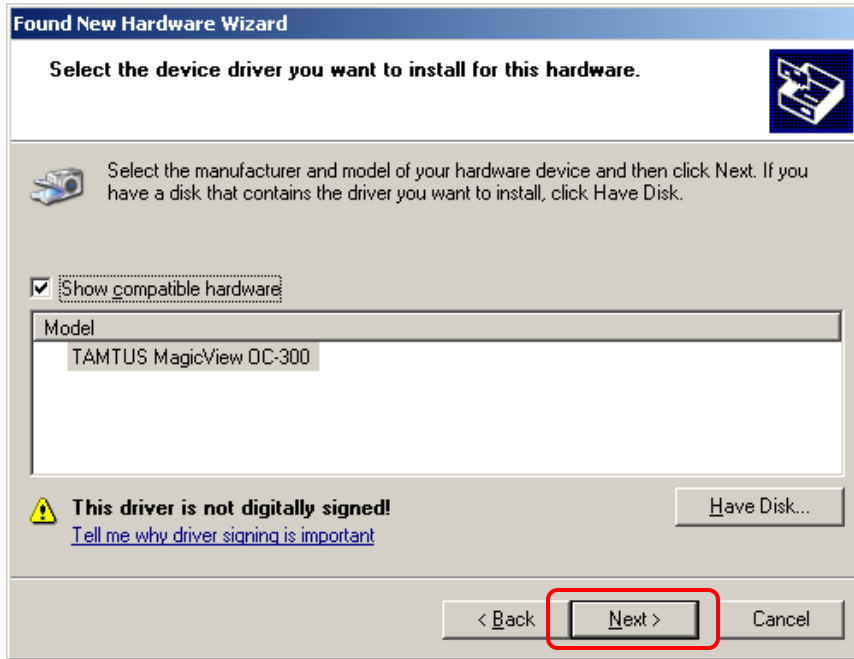 Found New Hardware Wizard
Select the device driver you want to install for this hardware.
Select the manufacturer and model of your hardware device and then click Next. If you
have a disk that contains the driver you want to install, click Have Disk.
Show compatible hardware
Model
TAMTUS MagicView OC-300
This driver is not digitally signed!
Have Disk...
Tell me why driver signing is important
< Back
Next >
Cancel